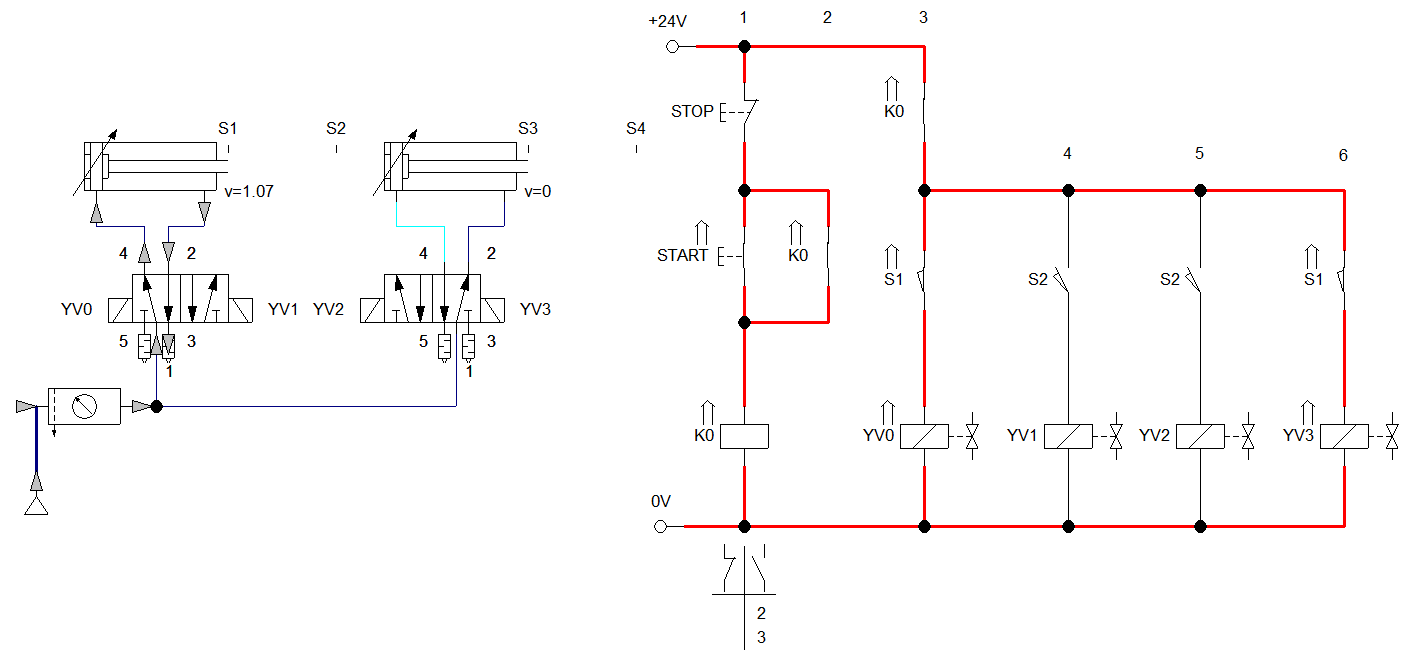 +24V 1 2 3
K0
STOP
S1 S2 S3 S4
4 5 6
v=1.07 v=0
START K0 S1 S2 S2 S1
4 2 4 2
YV0 YV1 YV2 YV3
5 3 5 3
1 1
K0 YV0 YV1 YV2 YV3
0V
2
3